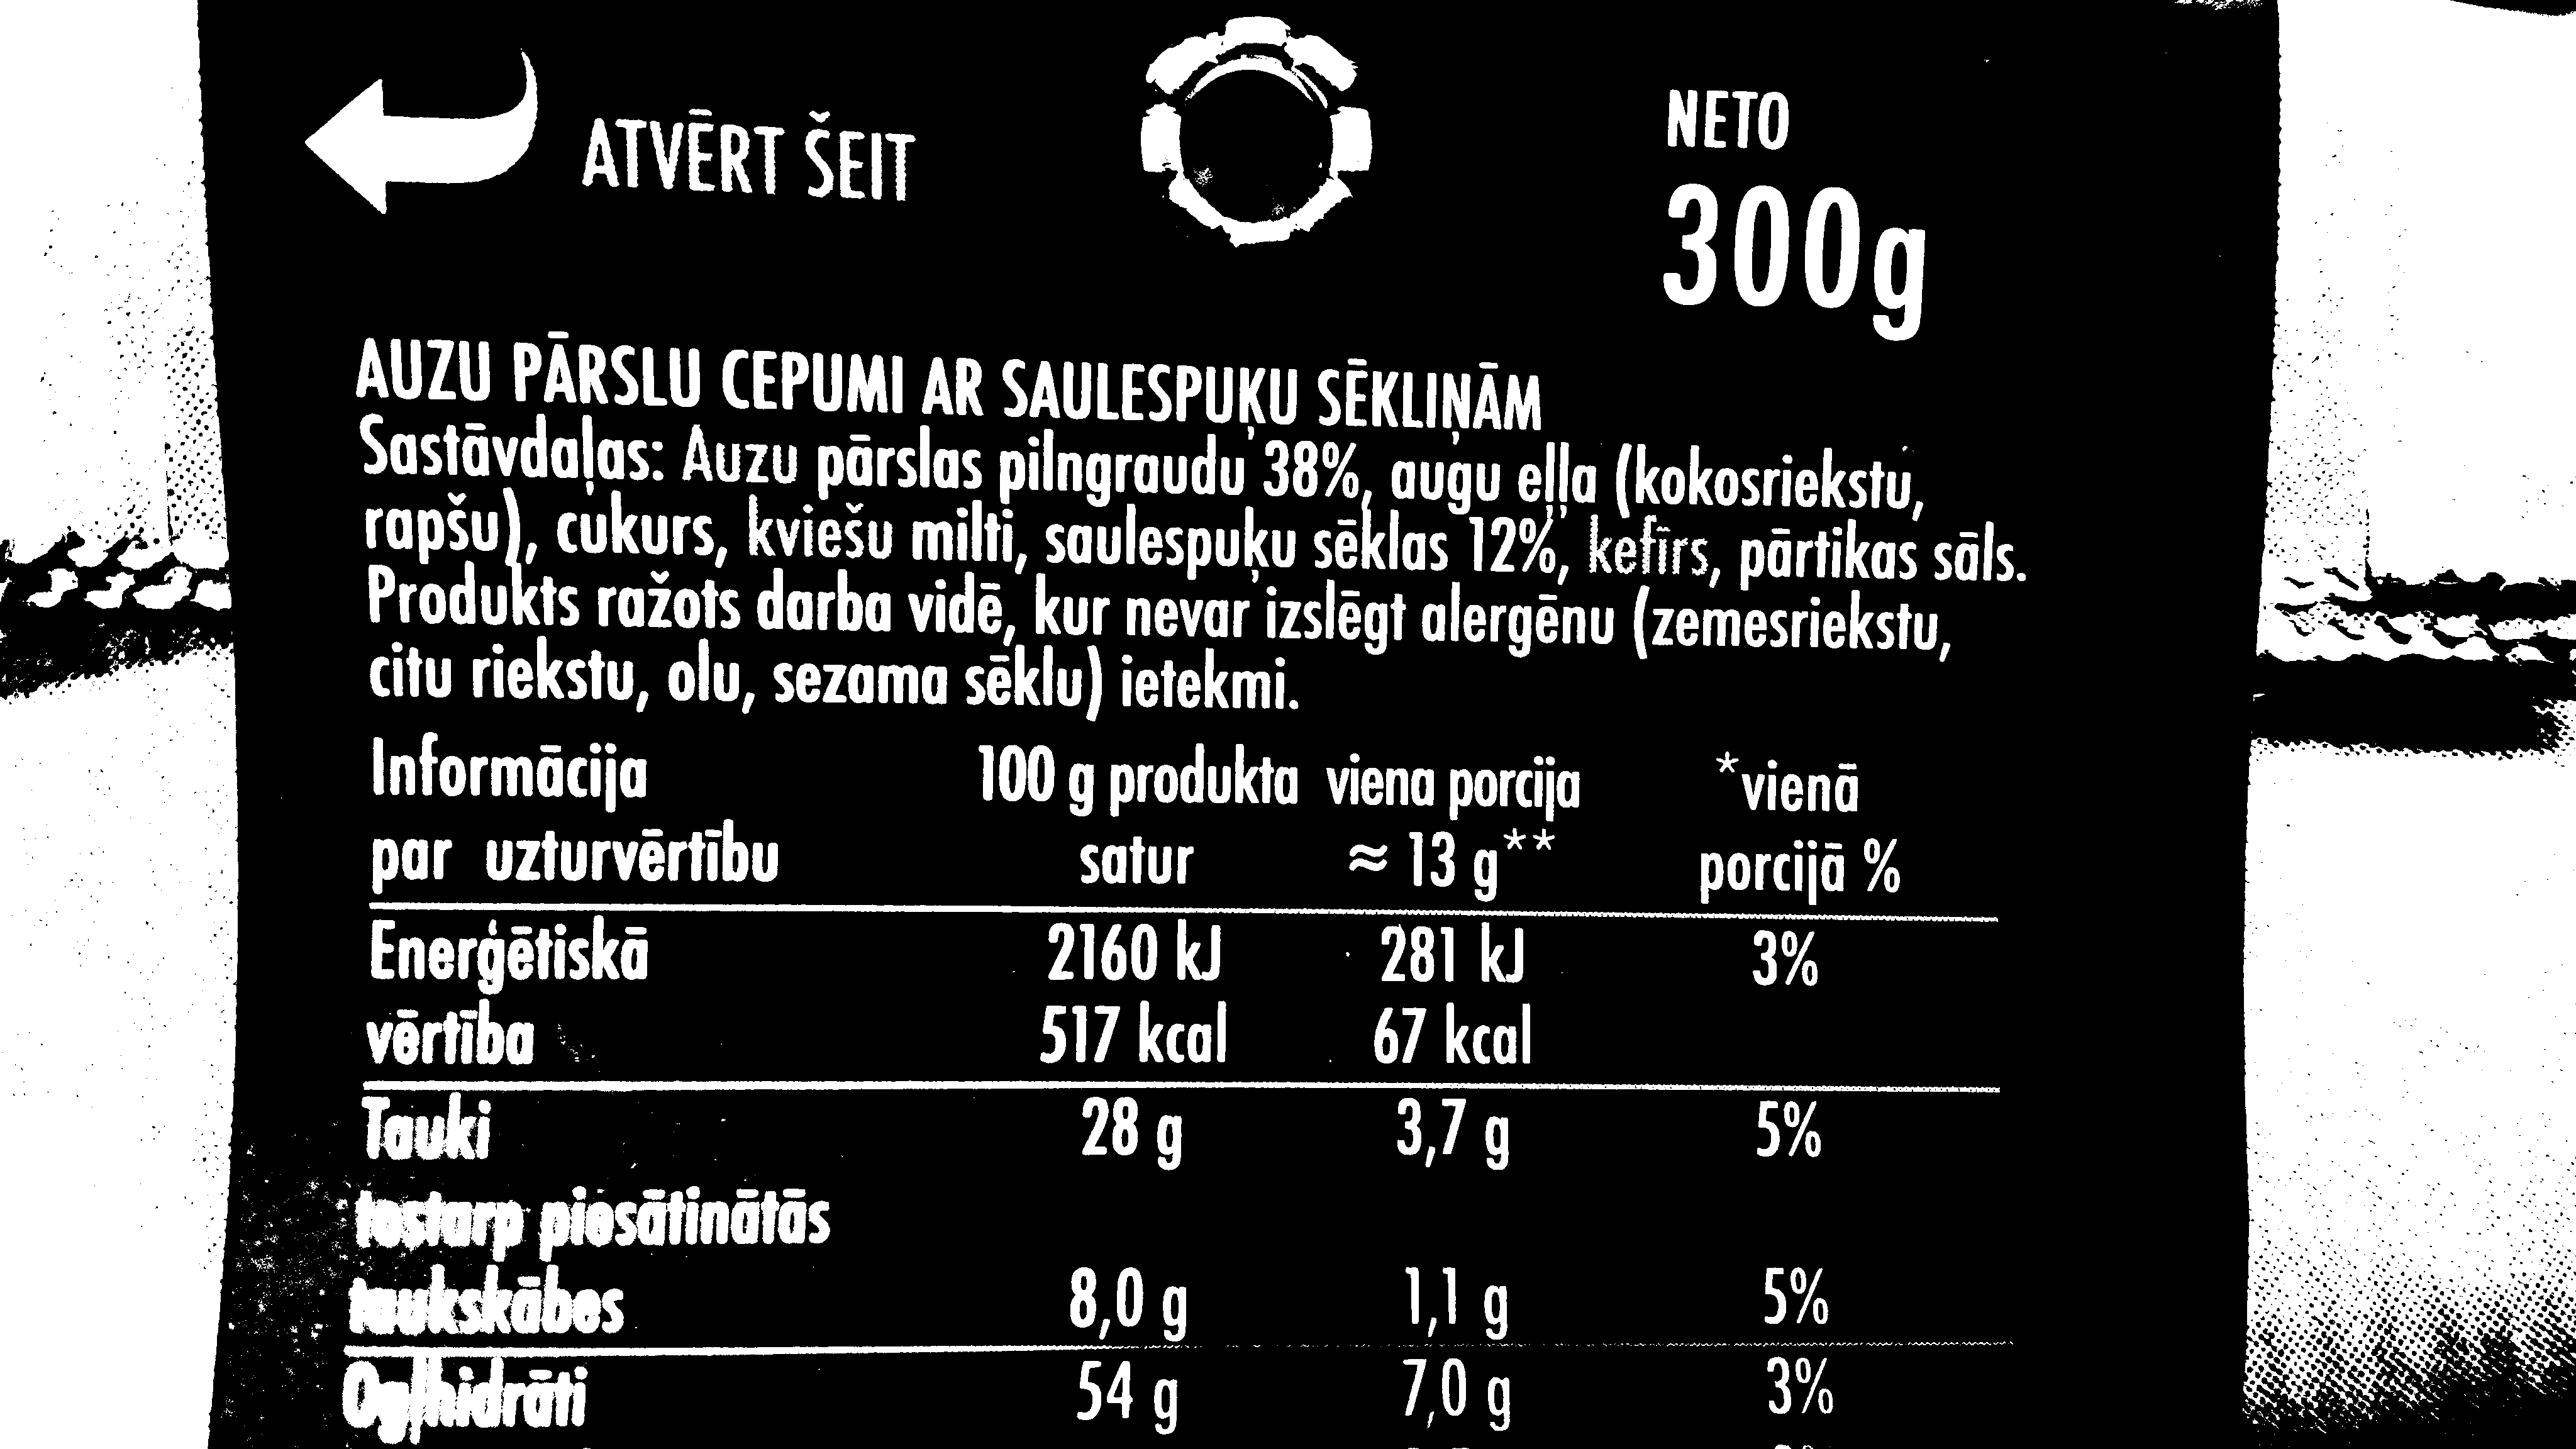 ATVĒRT ŠEIT
NETO
300g
AUZU PĀRSLU CEPUMI AR SAULESPUĶU SĒKLIŅĀM
Sastāvdaļas: Auzu pārslas pilngraudu 38%, augu eļļa (kokosriekstu,
rapšu), cukurs, kviešu milti, saulespuķu sēklas 12%, kefīrs, pārtikas sāls.
Produkts ražots darba vidē, kur nevar izslēgt alergēnu (zemesriekstu,
citu riekstu, olu, sezama sēklu) ietekmi.
Informācija 100 g produkta viena porcija *vienā
par uzturvērtību satur ≈ 13 g** porcijā %
Enerģētiskā 2160 kJ 281 kJ 3%
vērtība 517 kcal 67 kcal
Tauki 28 g 3,7 g 5%
tostarp piesātinātās
taukskābes 8,0 g 1,1 g 5%
Ogļhidrāti 54 g 7,0 g 3%